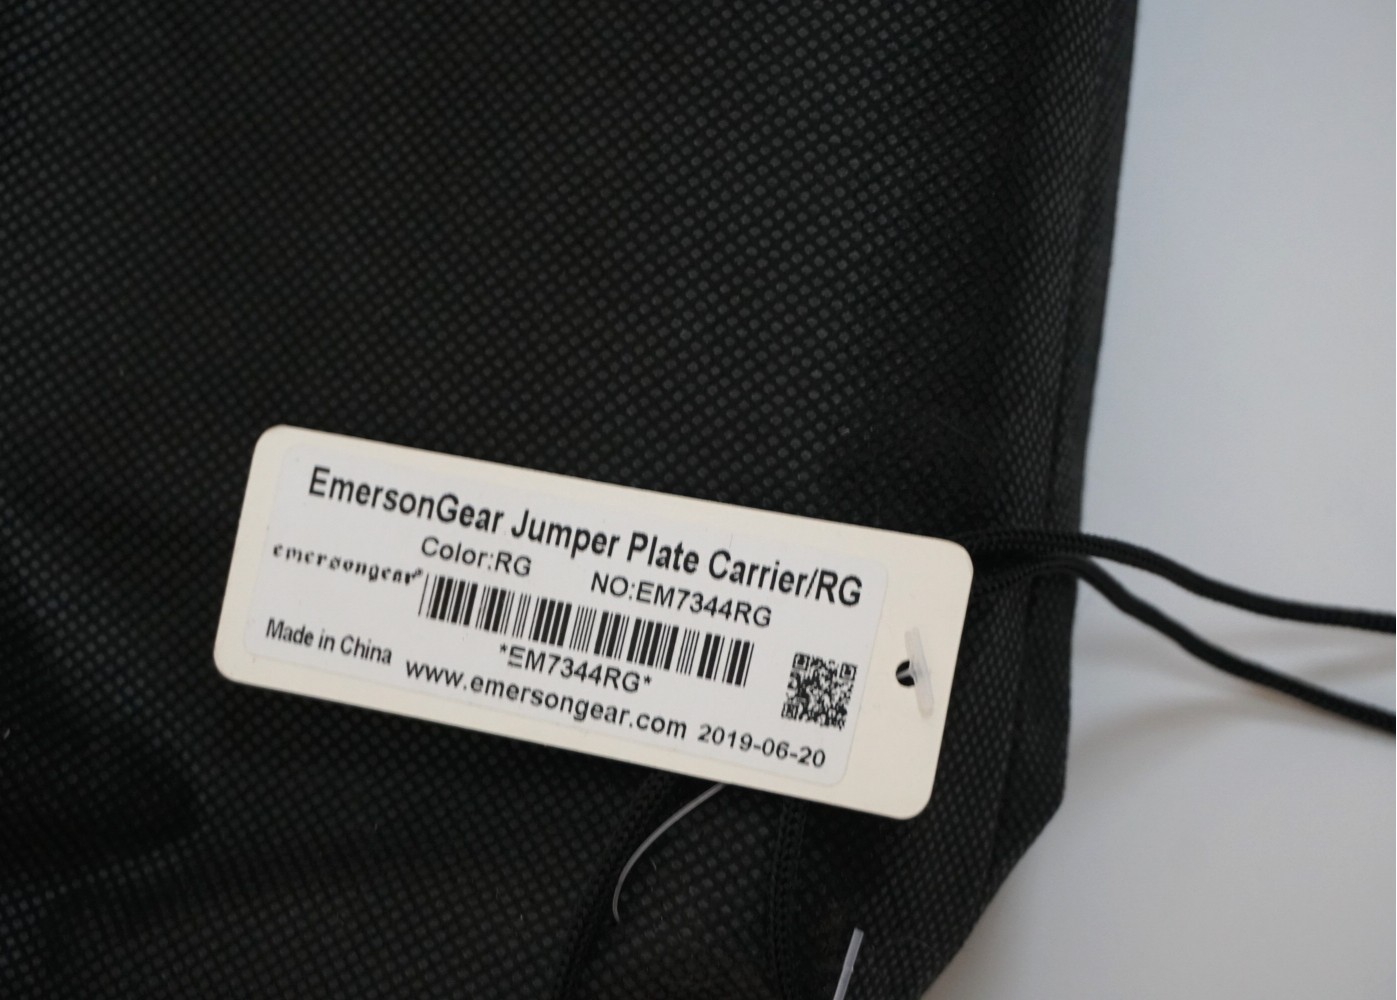 EmersonGear Jumper Plate Carrier/RG
Color:RG NO:EM7344RG
emersongear
*EM7344RG*
Made in China www.emersongear.com 2019-06-20